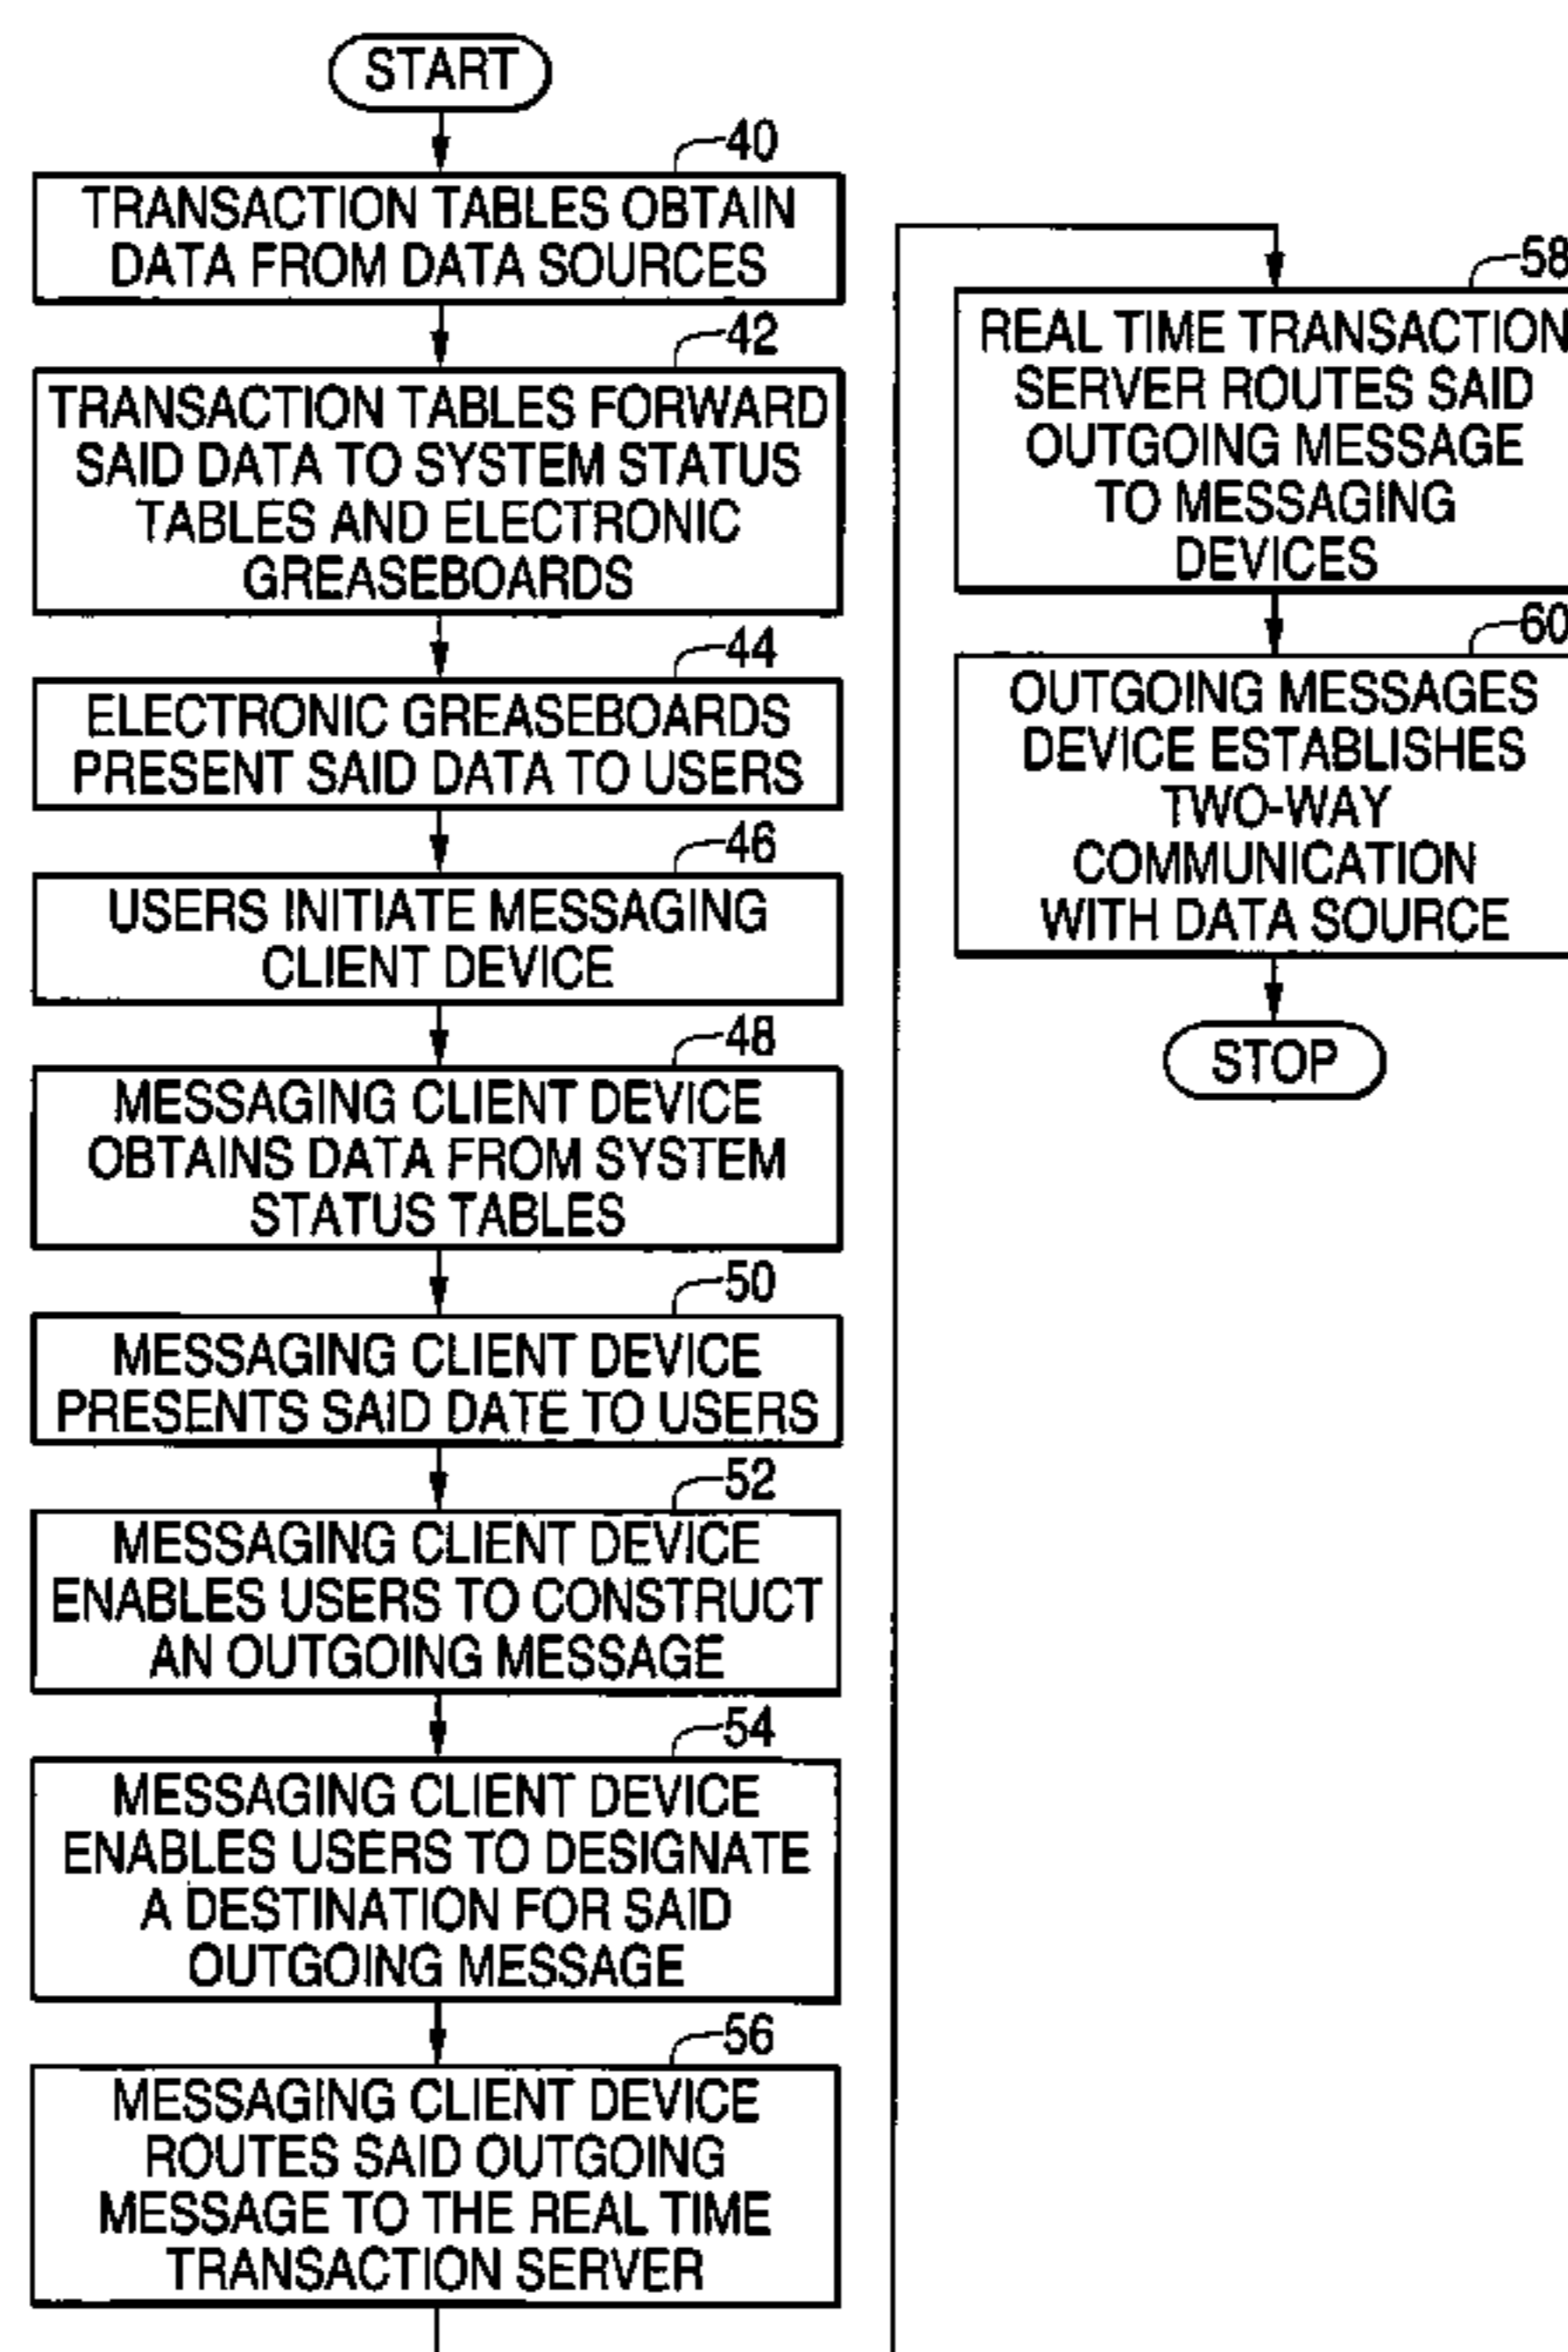 START
40
TRANSACTION TABLES OBTAIN
DATA FROM DATA SOURCES
42
TRANSACTION TABLES FORWARD
SAID DATA TO SYSTEM STATUS
TABLES AND ELECTRONIC
GREASEBOARDS
44
ELECTRONIC GREASEBOARDS
PRESENT SAID DATA TO USERS
46
USERS INITIATE MESSAGING
CLIENT DEVICE
48
MESSAGING CLIENT DEVICE
OBTAINS DATA FROM SYSTEM
STATUS TABLES
50
MESSAGING CLIENT DEVICE
PRESENTS SAID DATE TO USERS
52
MESSAGING CLIENT DEVICE
ENABLES USERS TO CONSTRUCT
AN OUTGOING MESSAGE
54
MESSAGING CLIENT DEVICE
ENABLES USERS TO DESIGNATE
A DESTINATION FOR SAID
OUTGOING MESSAGE
56
MESSAGING CLIENT DEVICE
ROUTES SAID OUTGOING
MESSAGE TO THE REAL TIME
TRANSACTION SERVER
58
REAL TIME TRANSACTION
SERVER ROUTES SAID
OUTGOING MESSAGE
TO MESSAGING
DEVICES
60
OUTGOING MESSAGES
DEVICE ESTABLISHES
TWO-WAY
COMMUNICATION
WITH DATA SOURCE
STOP